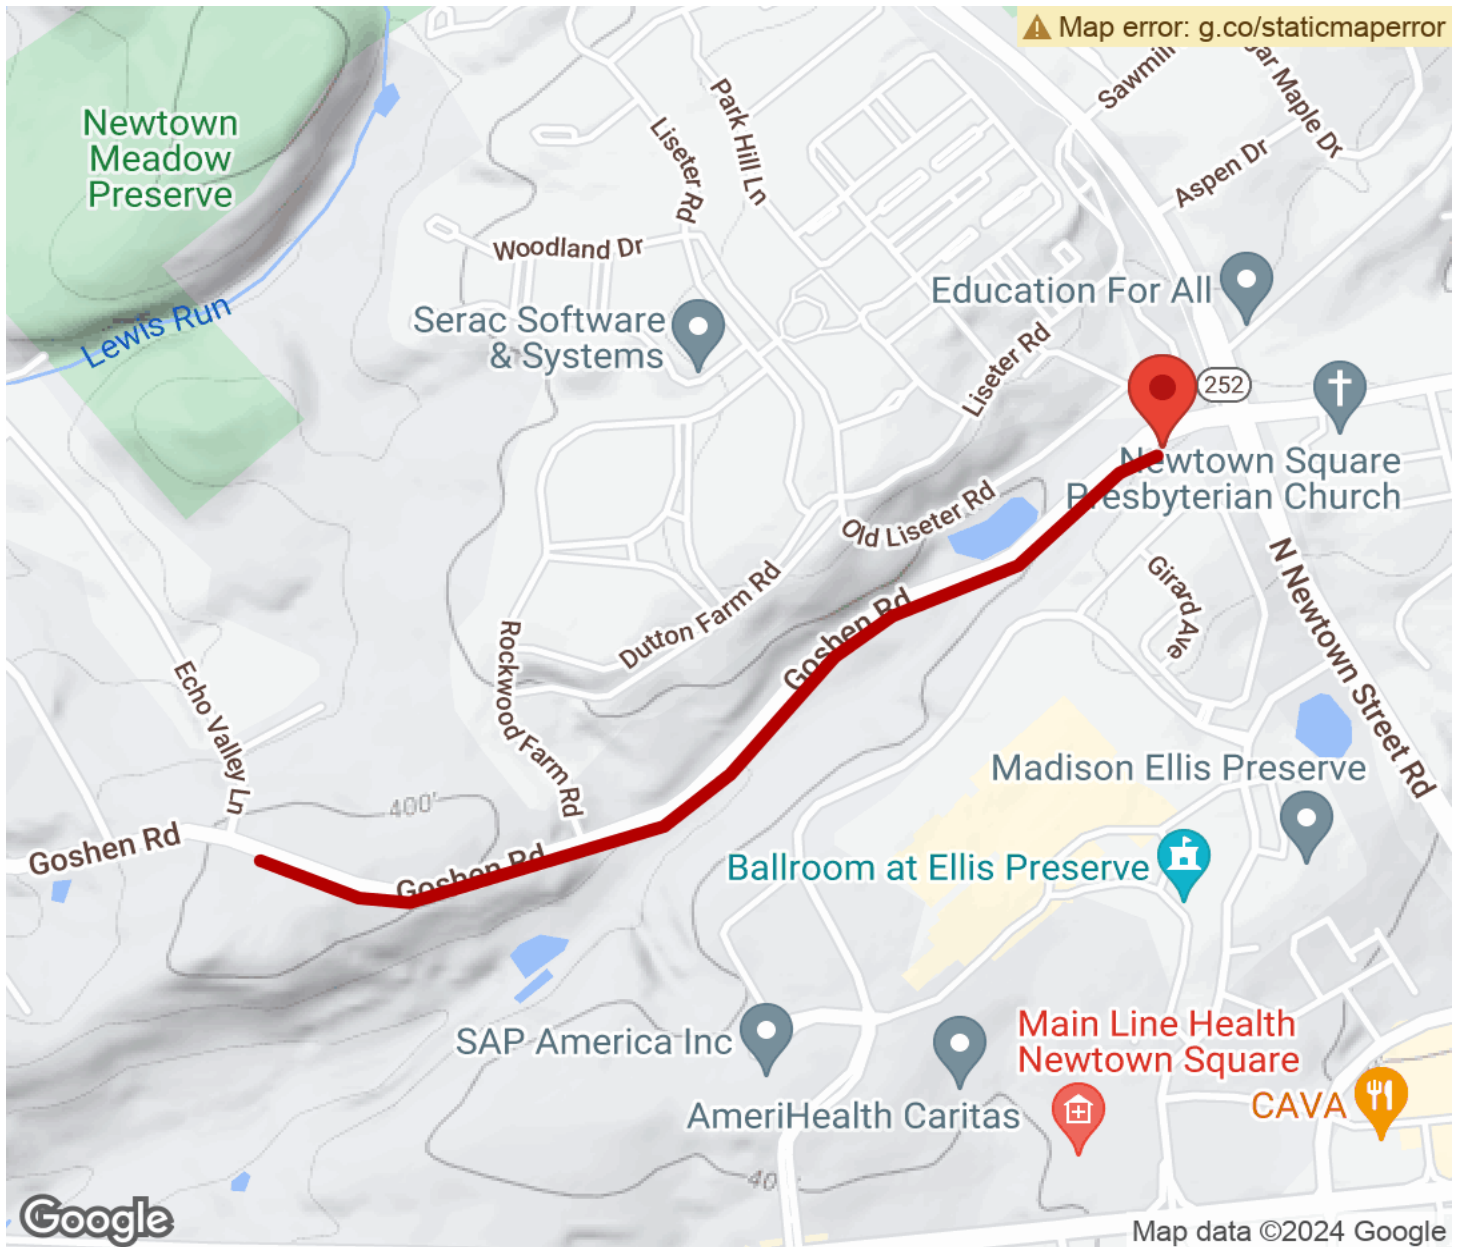 Map error: g.co/staticmaperror
Sawmill
gar Maple Dr
Aspen Dr
Newtown
Meadow
Preserve
Liseter Rd
Park Hill Ln
Woodland Dr
Education For All
Lewis Run
Serac Software
& Systems
Liseter Rd
252
Newtown Square
Presbyterian Church
Old Liseter Rd
Girard Ave
N Newtown Street Rd
Dutton Farm Rd
Goshen Rd
Rockwood Farm Rd
Echo Valley Ln
Madison Ellis Preserve
400'
Goshen Rd
Goshen Rd
Ballroom at Ellis Preserve
SAP America Inc
Main Line Health
Newtown Square
CAVA
AmeriHealth Caritas
40
Google
Map data ©2024 Google